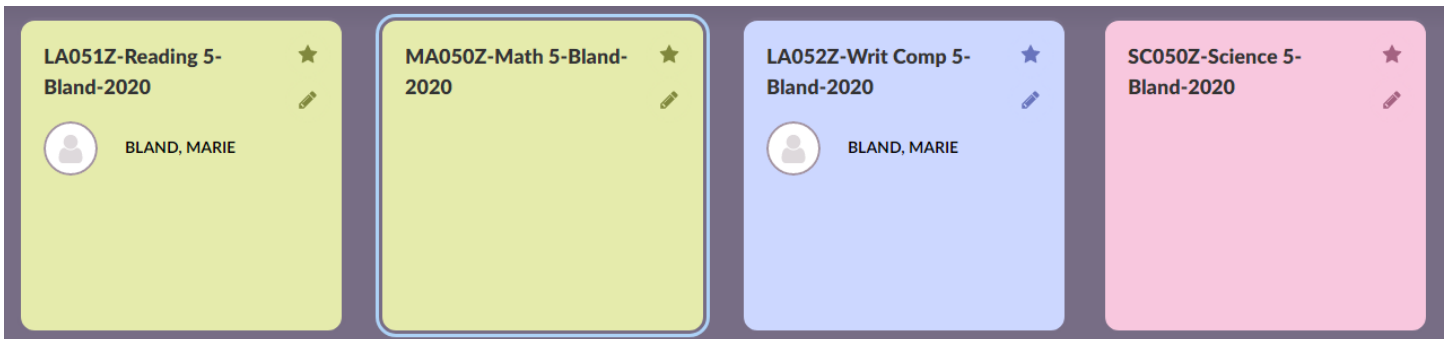 LA051Z-Reading 5-
Bland-2020
BLAND, MARIE
MA050Z-Math 5-Bland-
2020
LA052Z-Writ Comp 5-
Bland-2020
BLAND, MARIE
SC050Z-Science 5-
Bland-2020